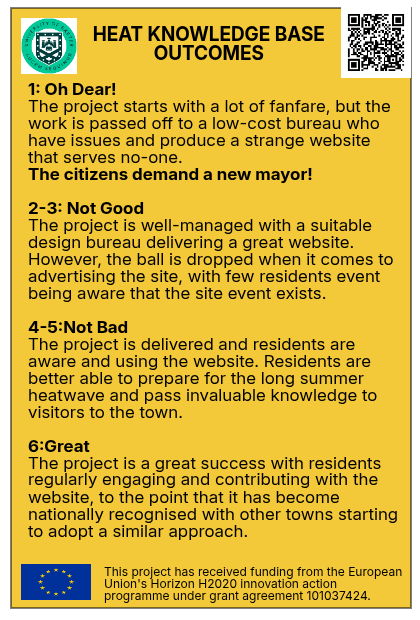 HEAT KNOWLEDGE BASE
OUTCOMES
1: Oh Dear!
The project starts with a lot of fanfare, but the
work is passed off to a low-cost bureau who
have issues and produce a strange website
that serves no-one.
The citizens demand a new mayor!
2-3: Not Good
The project is well-managed with a suitable
design bureau delivering a great website.
However, the ball is dropped when it comes to
advertising the site, with few residents event
being aware that the site event exists.
4-5:Not Bad
The project is delivered and residents are
aware and using the website. Residents are
better able to prepare for the long summer
heatwave and pass invaluable knowledge to
visitors to the town.
6:Great
The project is a great success with residents
regularly engaging and contributing with the
website, to the point that it has become
nationally recognised with other towns starting
to adopt a similar approach.
This project has received funding from the European
Union's Horizon H2020 innovation action
programme under grant agreement 101037424.